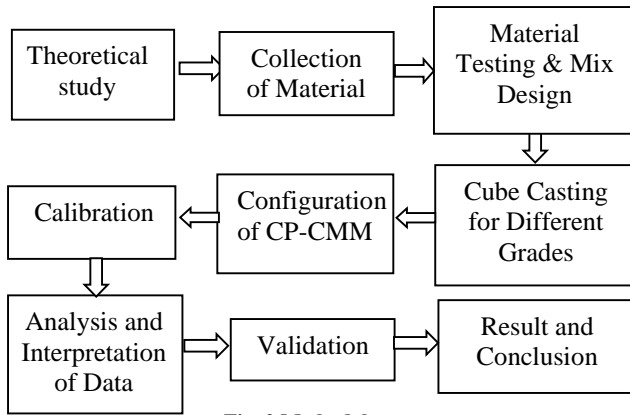 Theoretical
study
Collection
of Material
Material
Testing & Mix
Design
Cube Casting
for Different
Grades
Configuration
of CP-CMM
Calibration
Analysis and
Interpretation
of Data
Validation
Result and
Conclusion